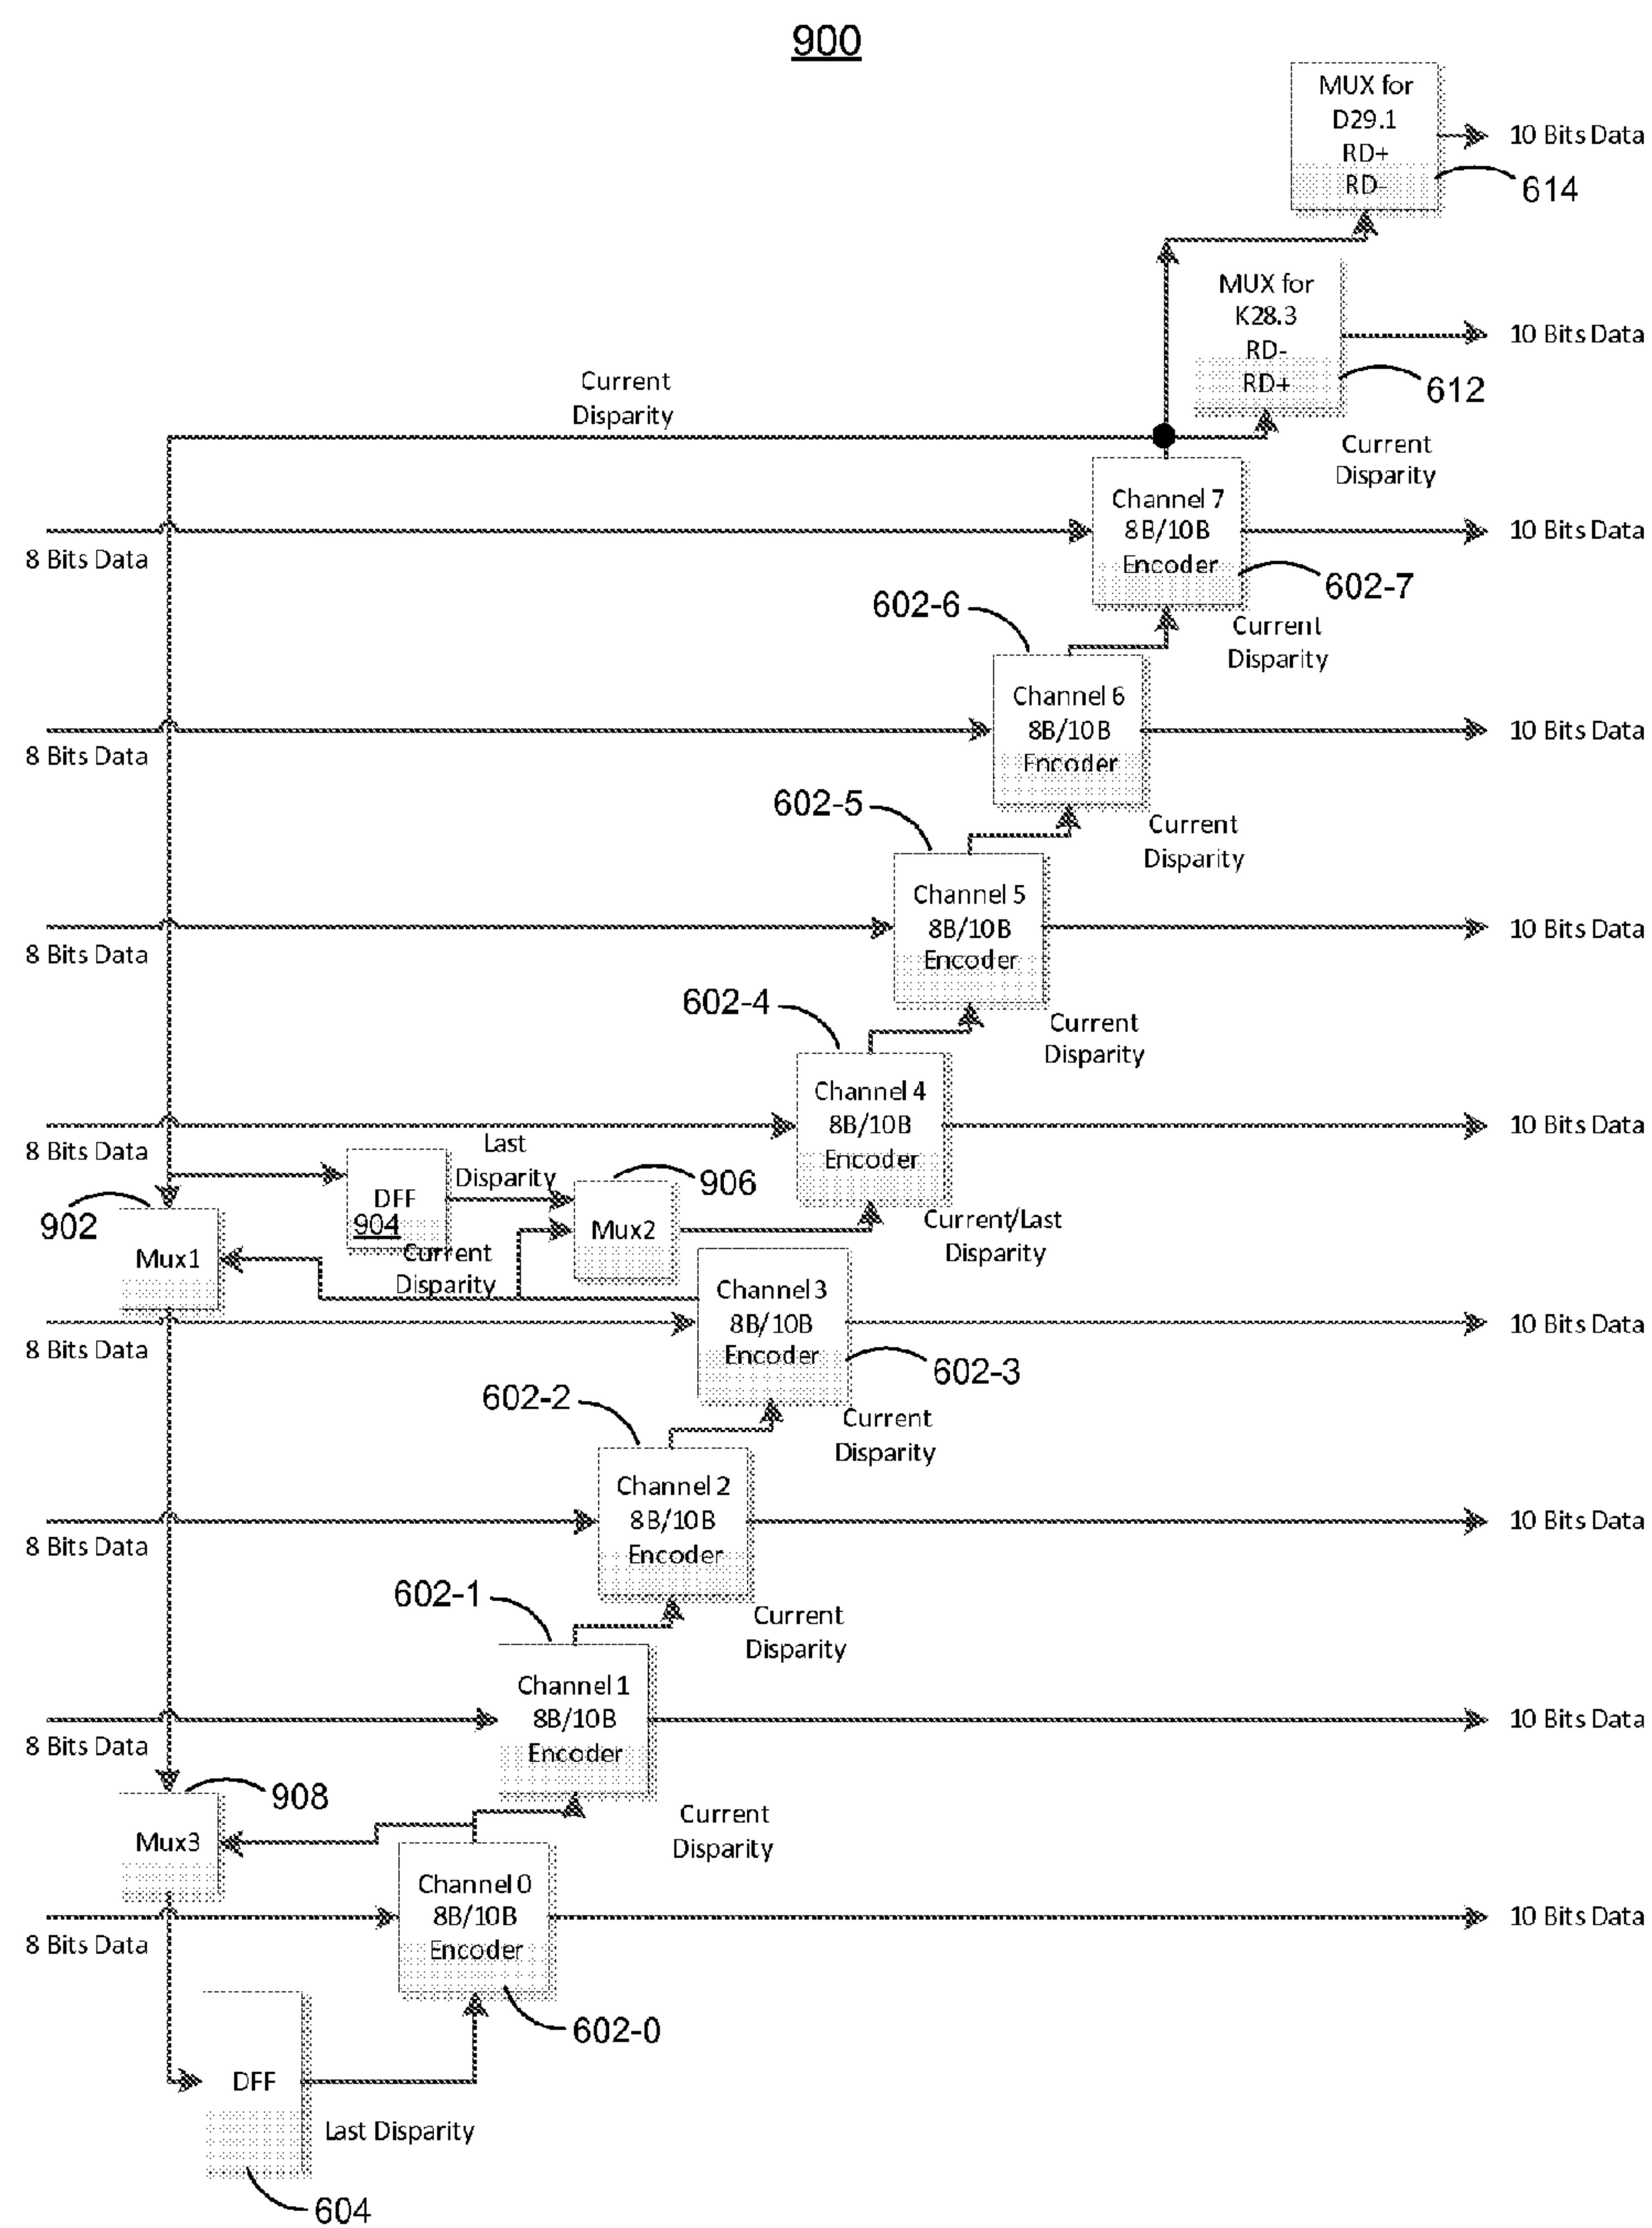 900
MUX for
D29.1
RD+
RD-
10 Bits Data
614
MUX for
K28.3
RD-
RD+
10 Bits Data
612
Current
Disparity
Current
Disparity
Channel 7
8B/10B
Encoder
8 Bits Data
10 Bits Data
602-7
602-6
Current
Disparity
Channel 6
8B/10B
Encoder
8 Bits Data
10 Bits Data
602-5
Current
Disparity
Channel 5
8B/10B
Encoder
8 Bits Data
10 Bits Data
602-4
Current
Disparity
Channel 4
8B/10B
Encoder
8 Bits Data
10 Bits Data
Last
Disparity
906
DFF
904
902
Mux1
Mux2
Current/Last
Disparity
Current
Disparity
Channel 3
8B/10B
Encoder
8 Bits Data
10 Bits Data
602-3
602-2
Current
Disparity
Channel 2
8B/10B
Encoder
8 Bits Data
10 Bits Data
602-1
Current
Disparity
Channel 1
8B/10B
Encoder
8 Bits Data
10 Bits Data
908
Mux3
Current
Disparity
Channel 0
8B/10B
Encoder
8 Bits Data
10 Bits Data
602-0
DFF
Last Disparity
604